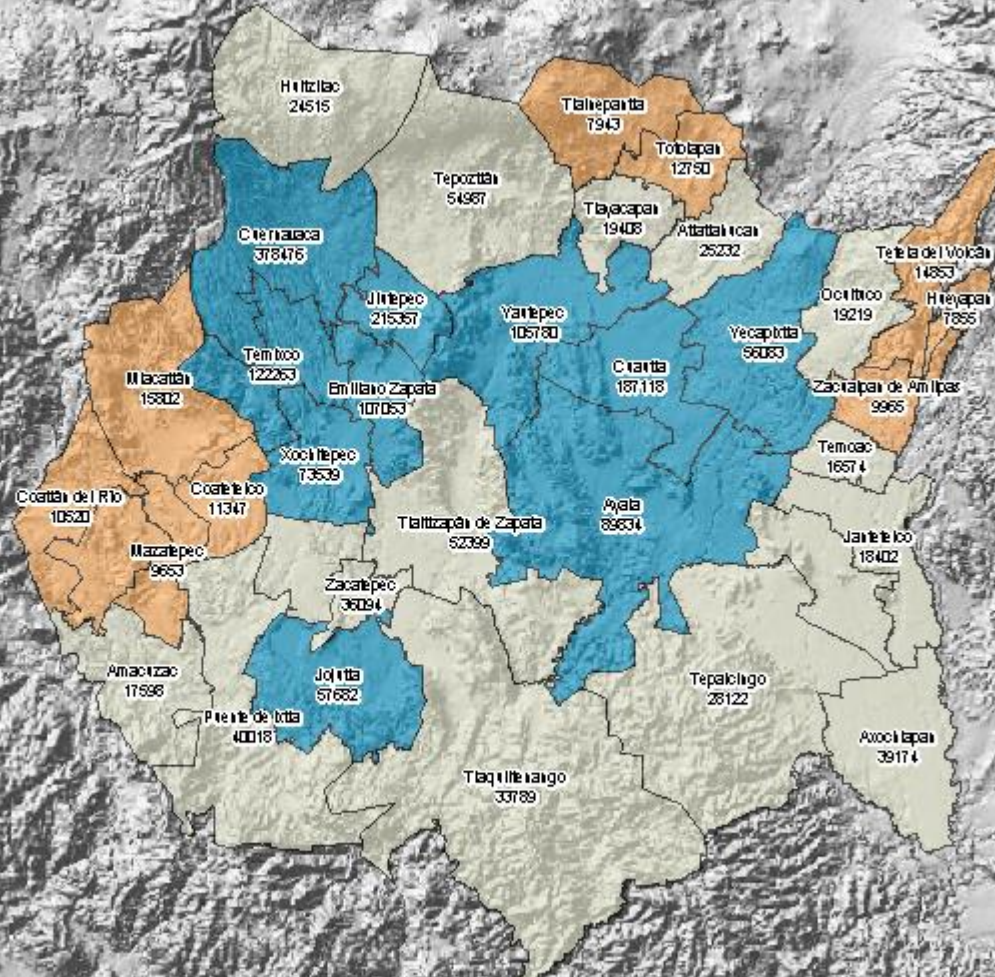 Huitzilac
24515
Tlalnepantla
7943
Totolapan
12750
Tepoztlán
54987
Tlayacapan
19408
Atlatlahucan
25232
Cuernavaca
378476
Tetela del Volcán
14853
Hueyapan
7855
Ocuituco
19219
Jiutepec
215357
Yautepec
105780
Yecapixtla
56083
Temixco
122263
Cuautla
187118
Miacatlán
15802
Emiliano Zapata
107053
Zacualpan de Amilpas
9965
Xochitepec
73539
Temoac
16574
Coatlán del Río
10520
Coatetelco
11347
Ayala
89834
Tlaltizapán de Zapata
52399
Jantetelco
18402
Mazatepec
9653
Zacatepec
36094
Amacuzac
17598
Jojutla
57682
Tepalcingo
28122
Puente de Ixtla
40018
Axochiapan
39174
Tlaquiltenango
33789